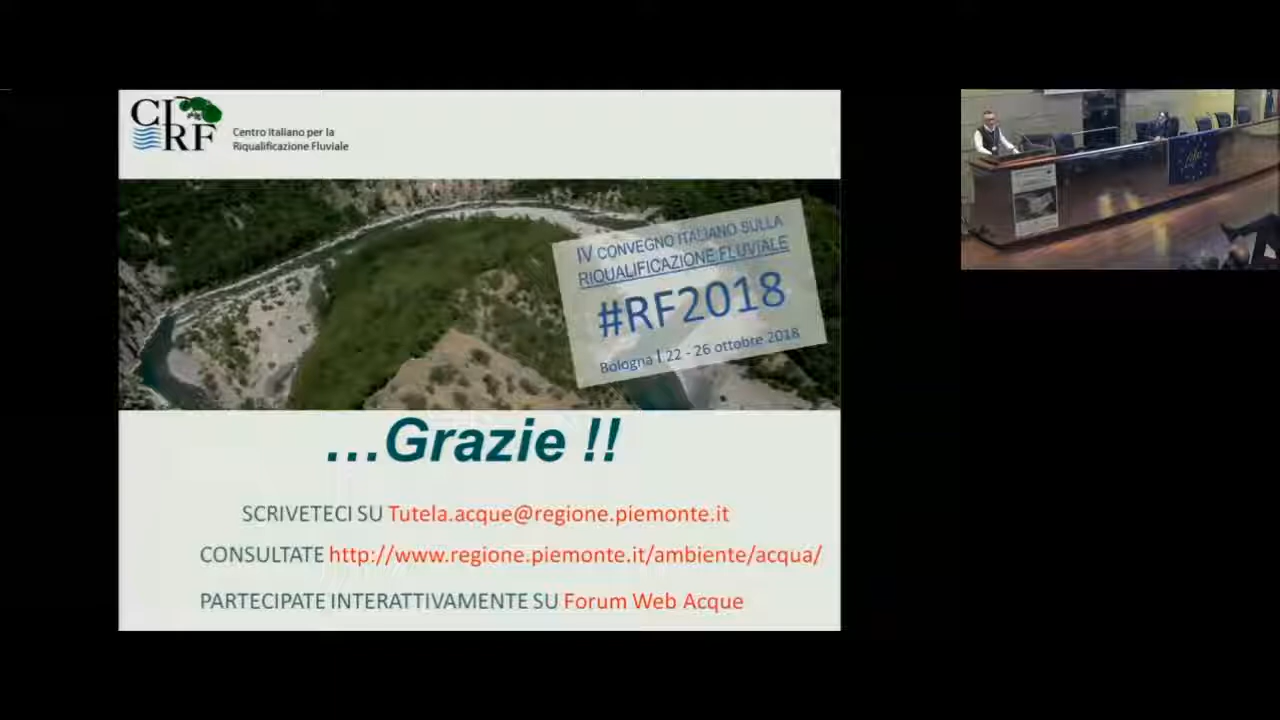 CIRF
Centro Italiano per la
Riqualificazione Fluviale
IV CONVEGNO ITALIANO SULLA
RIQUALIFICAZIONE FLUVIALE
#RF2018
Bologna | 22 - 26 ottobre 2018
...Grazie !!
SCRIVETECI SU Tutela.acque@regione.piemonte.it
CONSULTATE http://www.regione.piemonte.it/ambiente/acqua/
PARTECIPATE INTERATTIVAMENTE SU Forum Web Acque